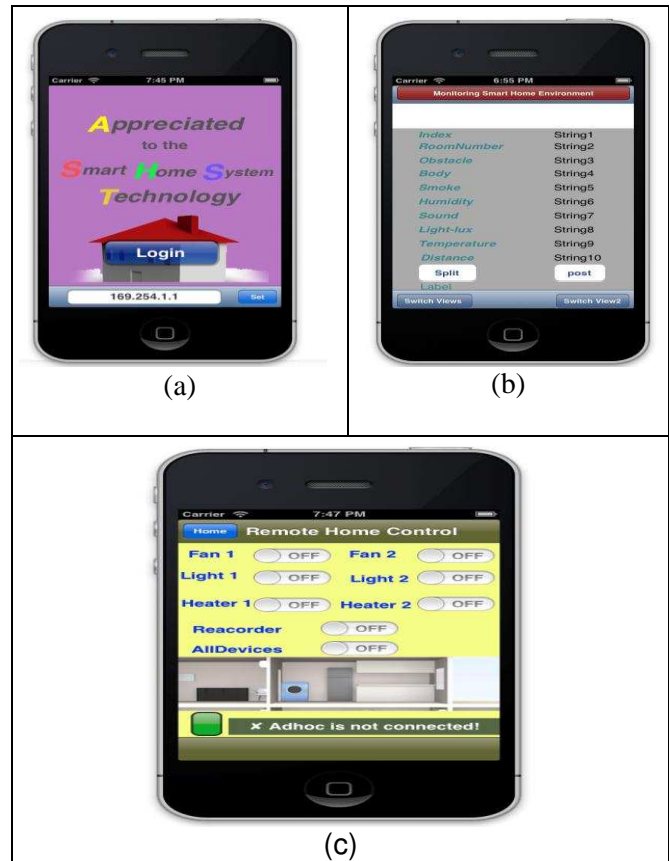 Carrier 7:45 PM
Appreciated
to the
Smart Home System
Technology
Login
169.254.1.1 Set
(a)
Carrier 6:55 PM
Monitoring Smart Home Environment
Index String1
RoomNumber String2
Obstacle String3
Body String4
Smoke String5
Humidity String6
Sound String7
Light-lux String8
Temperature String9
Distance String10
Split post
Label
Switch Views Switch View2
(b)
Carrier 7:47 PM
Home Remote Home Control
Fan 1 OFF Fan 2 OFF
Light 1 OFF Light 2 OFF
Heater 1 OFF Heater 2 OFF
Reacorder OFF
AllDevices OFF
✗ Adhoc is not connected!
(c)